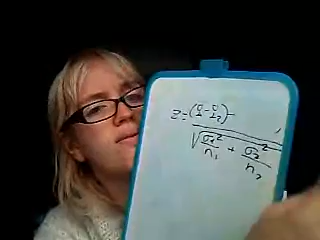 z=(x̄₁-x̄₂)-
√σ₁²/n₁ + σ₂²/n₂